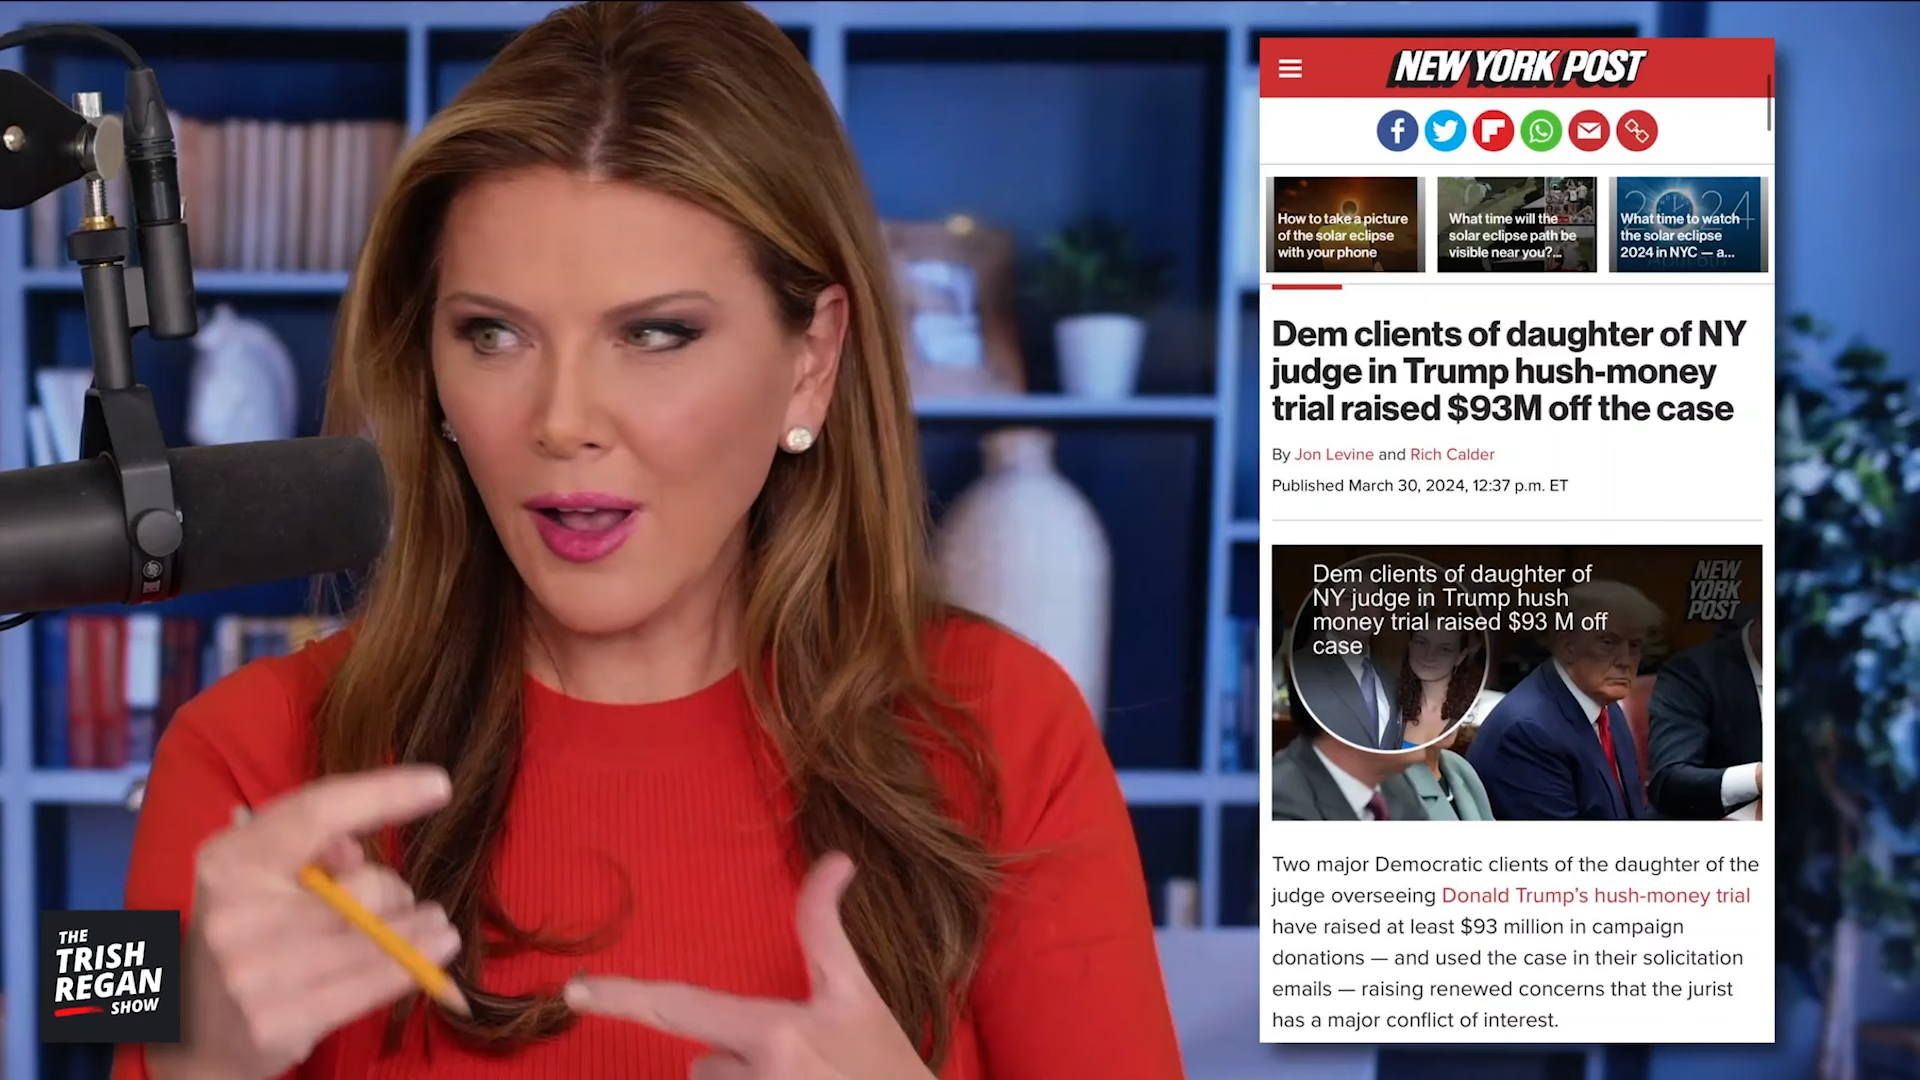 NEW YORK POST
How to take a picture
of the solar eclipse
with your phone
What time will the
solar eclipse path be
visible near you?...
2024
What time to watch
the solar eclipse
2024 in NYC — a...
Dem clients of daughter of NY
judge in Trump hush-money
trial raised $93M off the case
By Jon Levine and Rich Calder
Published March 30, 2024, 12:37 p.m. ET
Dem clients of daughter of
NY judge in Trump hush
money trial raised $93 M off
case
NEW
YORK
POST
Two major Democratic clients of the daughter of the
judge overseeing Donald Trump's hush-money trial
have raised at least $93 million in campaign
donations — and used the case in their solicitation
emails — raising renewed concerns that the jurist
has a major conflict of interest.
THE
TRISH
REGAN
SHOW